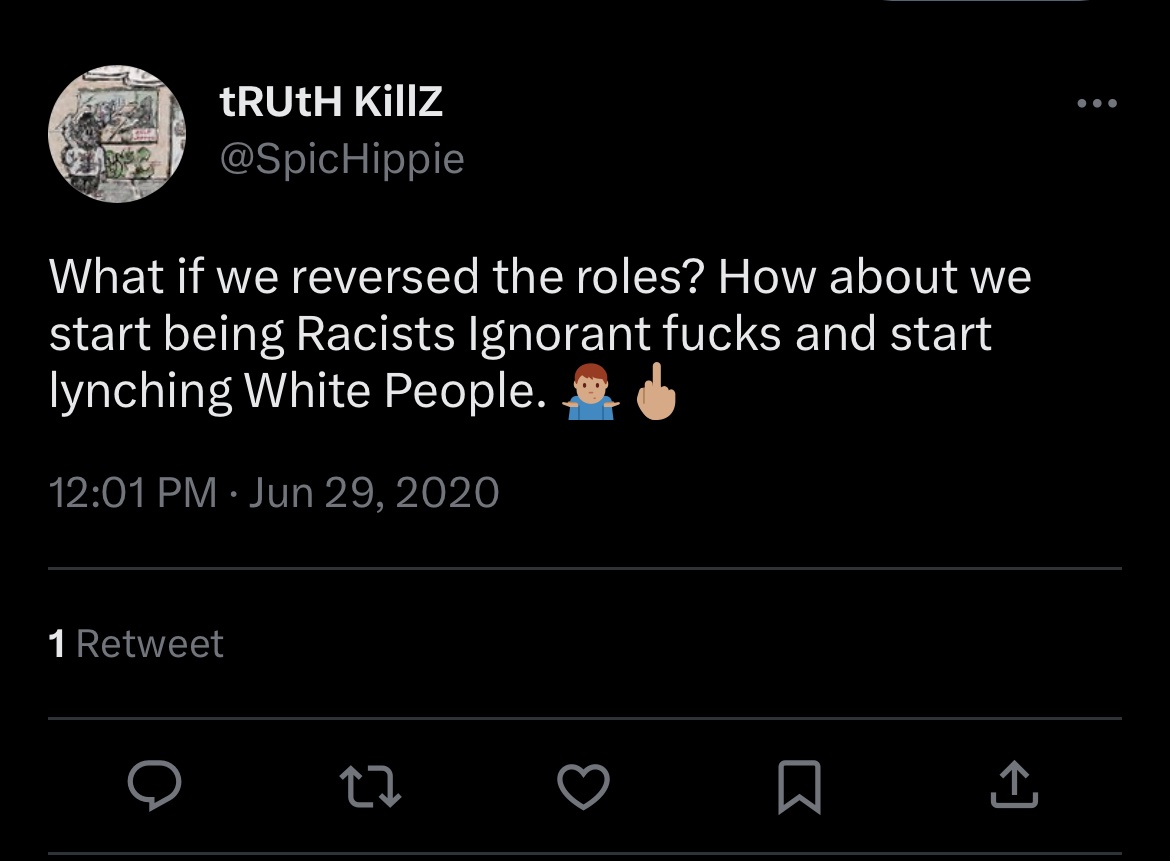 tRUtH KillZ
@SpicHippie
What if we reversed the roles? How about we
start being Racists Ignorant fucks and start
lynching White People. 🤷🏽‍♂️🖕🏽
12:01 PM · Jun 29, 2020
1 Retweet